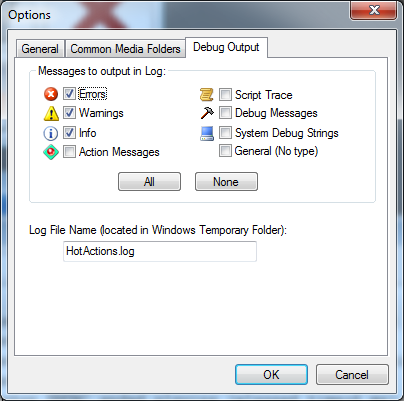 Options
General Common Media Folders Debug Output
Messages to output in Log:
Errors Script Trace
Warnings Debug Messages
Info System Debug Strings
Action Messages General (No type)
All None
Log File Name (located in Windows Temporary Folder):
HotActions.log
OK Cancel